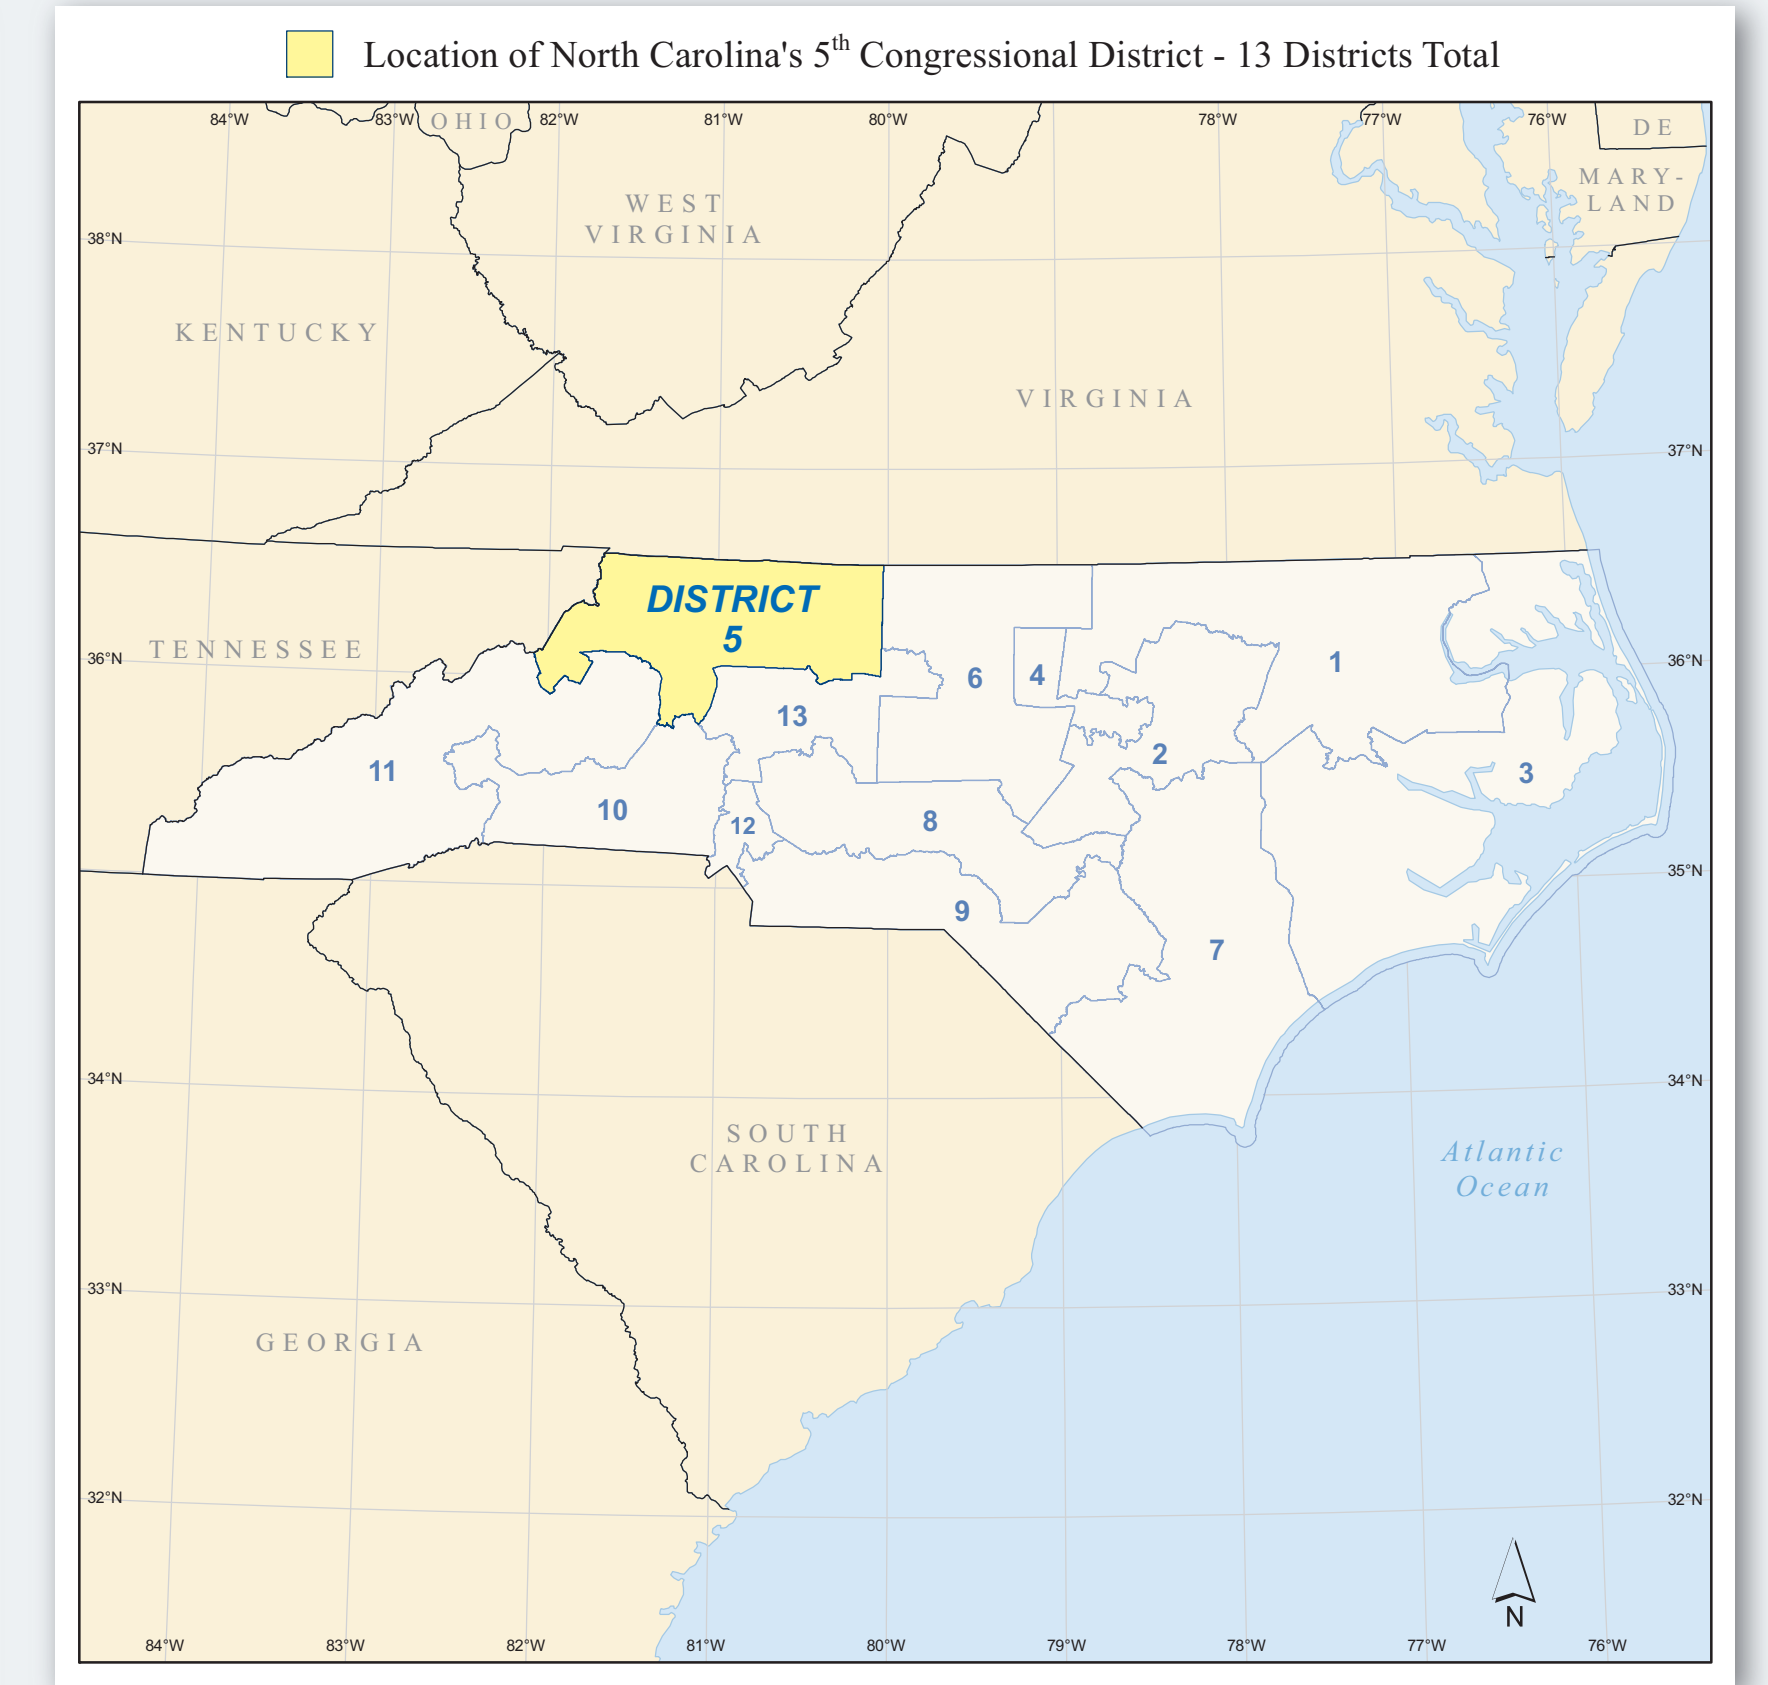 Location of North Carolina's 5th Congressional District - 13 Districts Total
84°W 83°W 82°W 81°W 80°W 78°W 77°W 76°W
OHIO
DE
MARY-
LAND
WEST
VIRGINIA
38°N
KENTUCKY
VIRGINIA
37°N 37°N
DISTRICT
5
TENNESSEE
36°N 36°N
6
4
1
13
2
11
3
10
12
8
35°N
9
7
34°N 34°N
SOUTH
CAROLINA
Atlantic
Ocean
33°N 33°N
GEORGIA
32°N 32°N
N
84°W 83°W 82°W 81°W 80°W 79°W 78°W 77°W 76°W